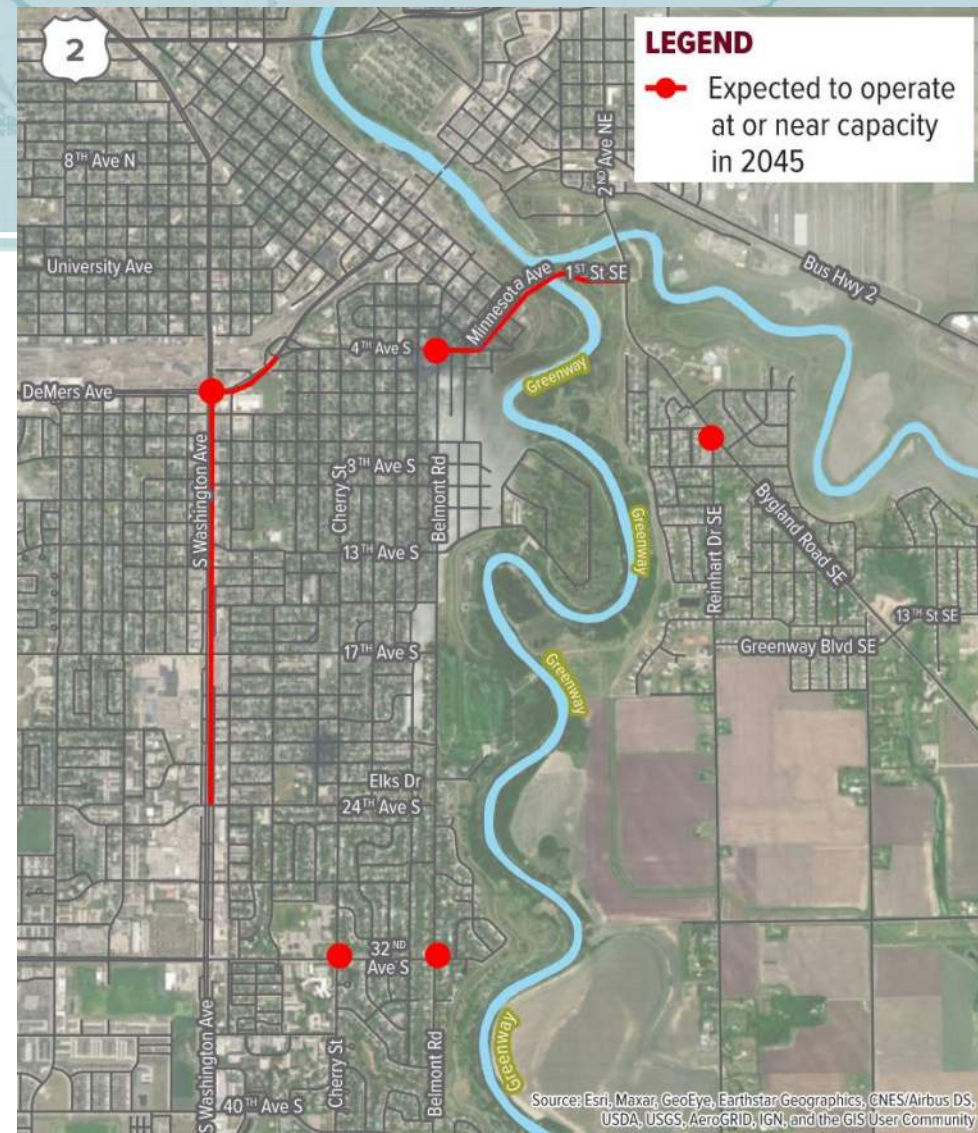 2
LEGEND
Expected to operate
at or near capacity
in 2045
8TH Ave N
2ND Ave NE
University Ave
Minnesota Ave
1ST St SE
Bus Hwy 2
4TH Ave S
Greenway
DeMers Ave
S Washington Ave
Cherry St
8TH Ave S
Belmont Rd
13TH Ave S
Greenway
Reinhart Dr SE
Bygland Road SE
13TH St SE
17TH Ave S
Greenway
Greenway Blvd SE
Elks Dr
24TH Ave S
32ND
Ave S
S Washington Ave
Cherry St
Belmont Rd
Greenway
40TH Ave S
Source: Esri, Maxar, GeoEye, Earthstar Geographics, CNES/Airbus DS,
USDA, USGS, AeroGRID, IGN, and the GIS User Community